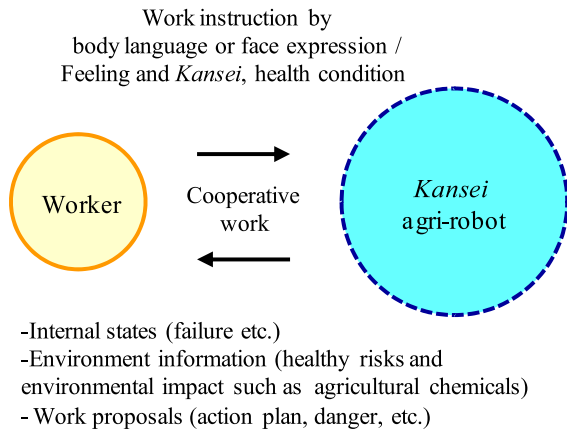 Work instruction by
body language or face expression /
Feeling and Kansei, health condition
Worker
Cooperative
work
Kansei
agri-robot
-Internal states (failure etc.)
-Environment information (healthy risks and
environmental impact such as agricultural chemicals)
- Work proposals (action plan, danger, etc.)